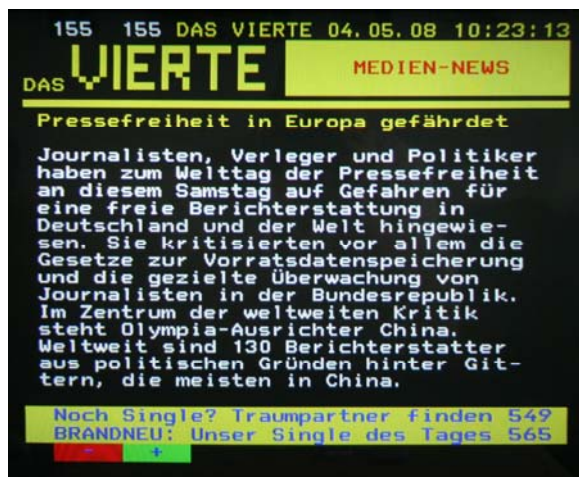 155 155 DAS VIERTE 04.05.08 10:23:13
DAS VIERTE
MEDIEN-NEWS
Pressefreiheit in Europa gefährdet
Journalisten, Verleger und Politiker
haben zum Welttag der Pressefreiheit
an diesem Samstag auf Gefahren für
eine freie Berichterstattung in
Deutschland und der Welt hingewie-
sen. Sie kritisierten vor allem die
Gesetze zur Vorratsdatenspeicherung
und die gezielte Überwachung von
Journalisten in der Bundesrepublik.
Im Zentrum der weltweiten Kritik
steht Olympia-Ausrichter China.
Weltweit sind 130 Berichterstatter
aus politischen Gründen hinter Git-
tern, die meisten in China.
Noch Single? Traumpartner finden 549
BRANDNEU: Unser Single des Tages 565
- +